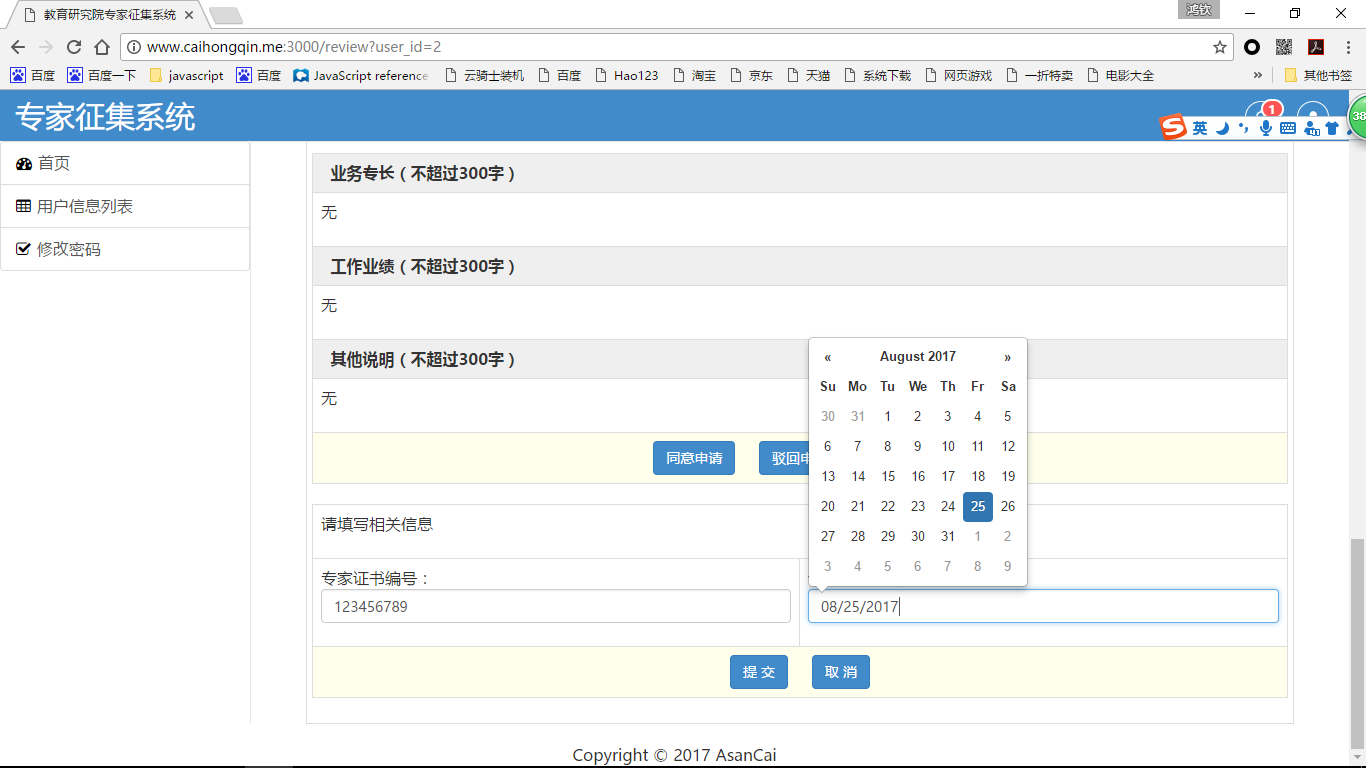 教育研究院专家征集系统
鸿钦
www.caihongqin.me:3000/review?user_id=2
百度 百度一下 javascript 百度 JavaScript reference 云骑士装机 百度 Hao123 淘宝 京东 天猫 系统下载 网页游戏 一折特卖 电影大全 » 其他书签
专家征集系统
1
38
英
首页
用户信息列表
修改密码
业务专长（不超过300字）
无
工作业绩（不超过300字）
无
其他说明（不超过300字）
无
同意申请 驳回申
« August 2017 »
Su Mo Tu We Th Fr Sa
30 31 1 2 3 4 5
6 7 8 9 10 11 12
13 14 15 16 17 18 19
20 21 22 23 24 25 26
27 28 29 30 31 1 2
3 4 5 6 7 8 9
请填写相关信息
专家证书编号：
123456789
08/25/2017
提 交 取 消
Copyright © 2017 AsanCai